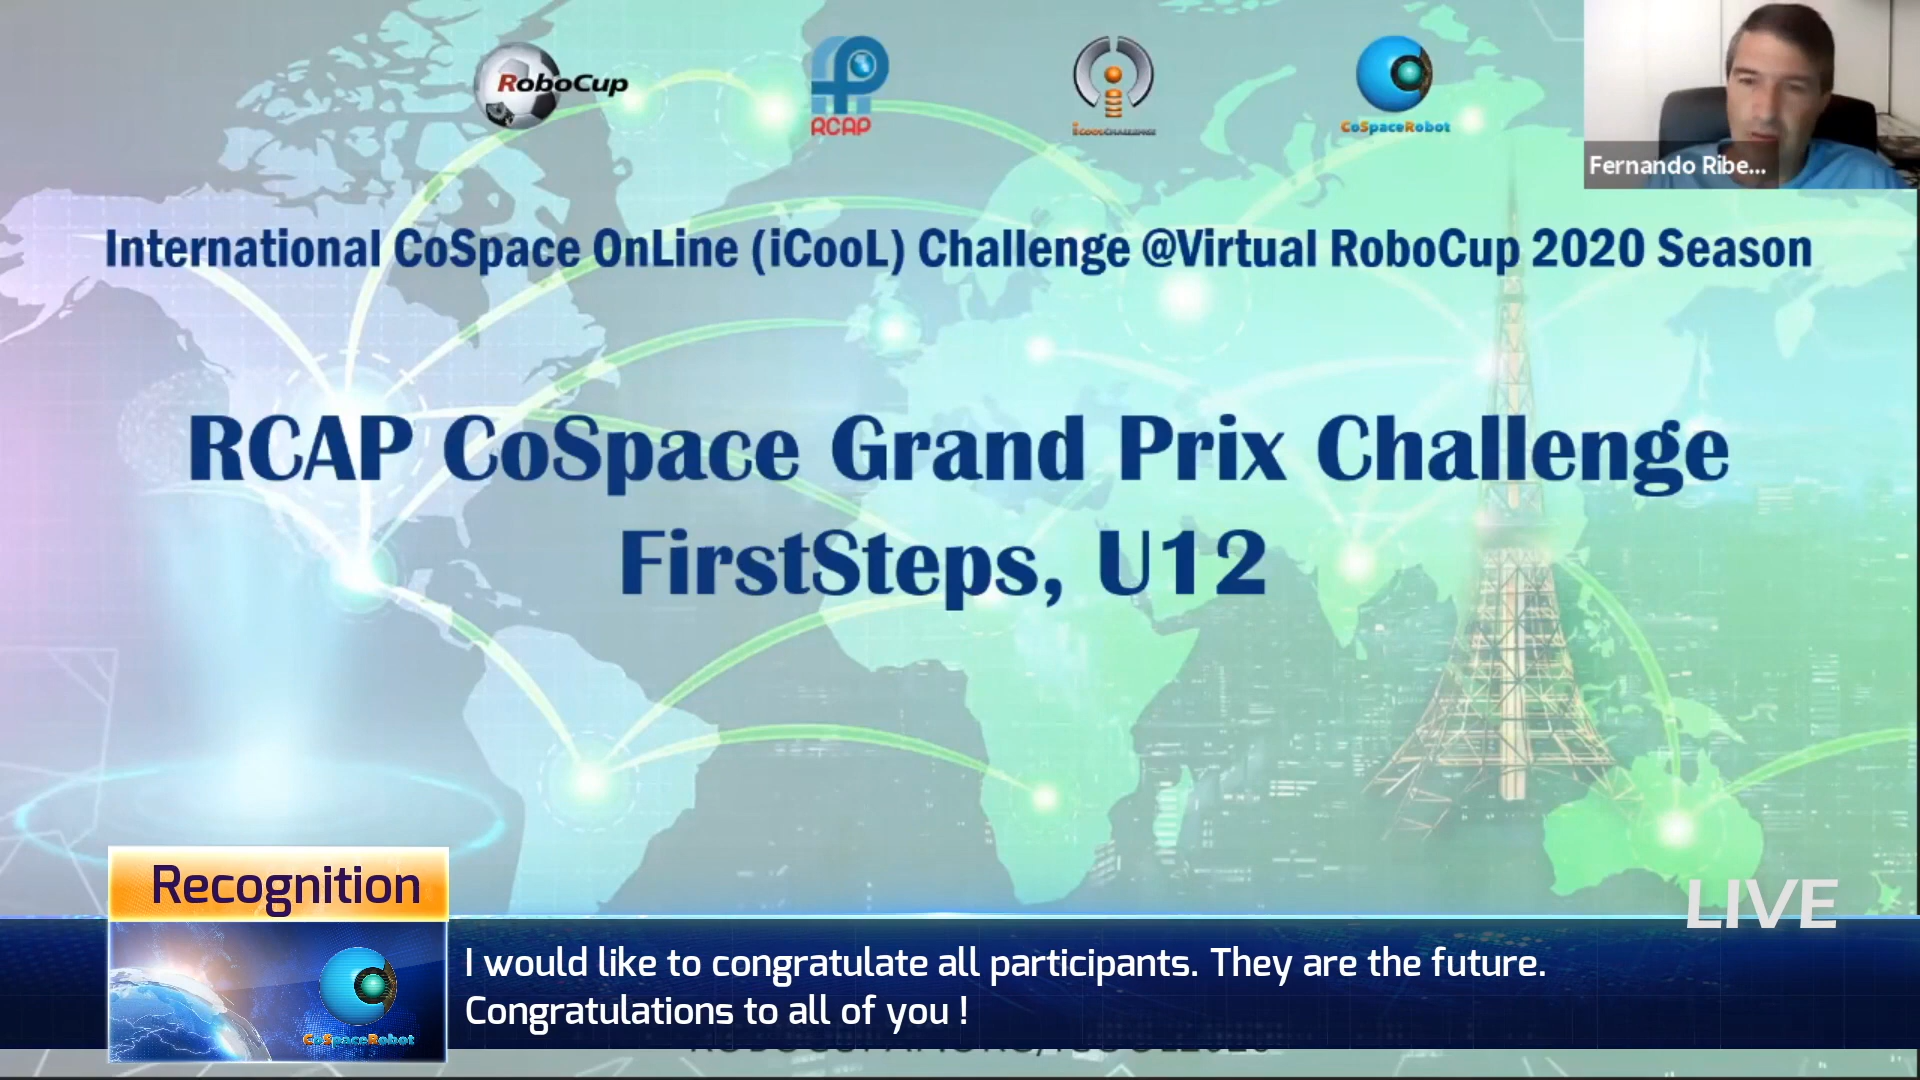 RoboCup
RCAP
iCOOLCHALLENGE
CoSpaceRobot
Fernando Ribe...
International CoSpace OnLine (iCooL) Challenge @Virtual RoboCup 2020 Season
RCAP CoSpace Grand Prix Challenge
FirstSteps, U12
LIVE
Recognition
I would like to congratulate all participants. They are the future.
Congratulations to all of you !
CoSpaceRobot